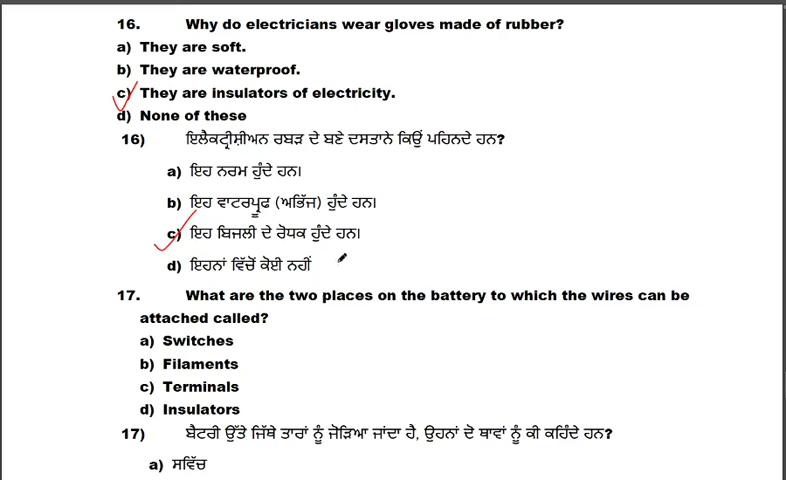 16. Why do electricians wear gloves made of rubber?
a) They are soft.
b) They are waterproof.
c) They are insulators of electricity.
d) None of these
16) ਇਲੈਕਟ੍ਰੀਸ਼ੀਅਨ ਰਬੜ ਦੇ ਬਣੇ ਦਸਤਾਨੇ ਕਿਉਂ ਪਹਿਨਦੇ ਹਨ?
a) ਇਹ ਨਰਮ ਹੁੰਦੇ ਹਨ।
b) ਇਹ ਵਾਟਰਪ੍ਰੂਫ (ਅਭਿੱਜ) ਹੁੰਦੇ ਹਨ।
c) ਇਹ ਬਿਜਲੀ ਦੇ ਰੋਧਕ ਹੁੰਦੇ ਹਨ।
d) ਇਹਨਾਂ ਵਿੱਚੋਂ ਕੋਈ ਨਹੀਂ
17. What are the two places on the battery to which the wires can be
attached called?
a) Switches
b) Filaments
c) Terminals
d) Insulators
17) ਬੈਟਰੀ ਉੱਤੇ ਜਿੱਥੇ ਤਾਰਾਂ ਨੂੰ ਜੋੜਿਆ ਜਾਂਦਾ ਹੈ, ਉਹਨਾਂ ਦੋ ਥਾਵਾਂ ਨੂੰ ਕੀ ਕਹਿੰਦੇ ਹਨ?
a) ਸਵਿੱਚ